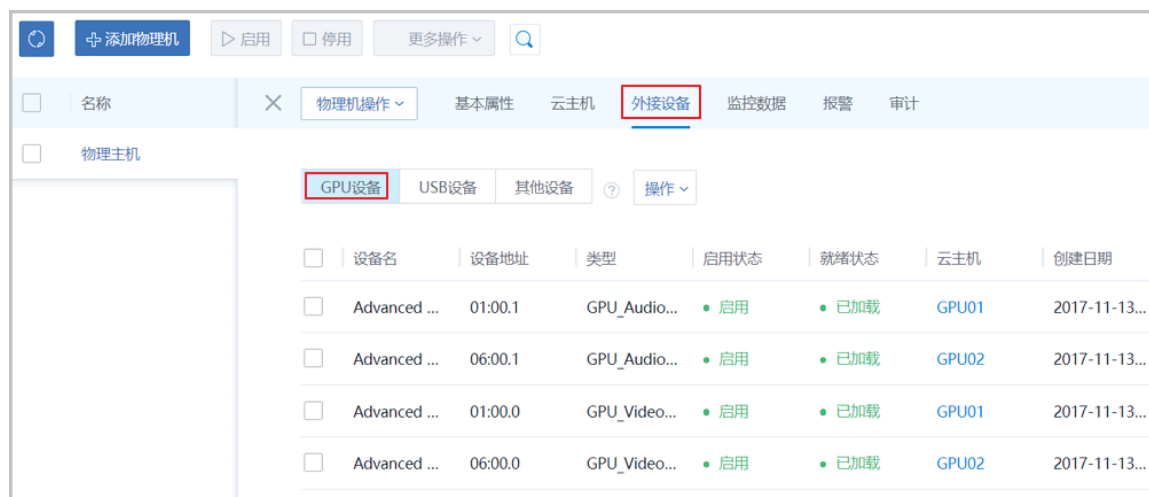 添加物理机 启用 停用 更多操作
名称 物理机操作 基本属性 云主机 外接设备 监控数据 报警 审计
物理主机
GPU设备 USB设备 其他设备 ? 操作
设备名 设备地址 类型 启用状态 就绪状态 云主机 创建日期
Advanced ... 01:00.1 GPU_Audio... 启用 已加载 GPU01 2017-11-13...
Advanced ... 06:00.1 GPU_Audio... 启用 已加载 GPU02 2017-11-13...
Advanced ... 01:00.0 GPU_Video... 启用 已加载 GPU01 2017-11-13...
Advanced ... 06:00.0 GPU_Video... 启用 已加载 GPU02 2017-11-13...